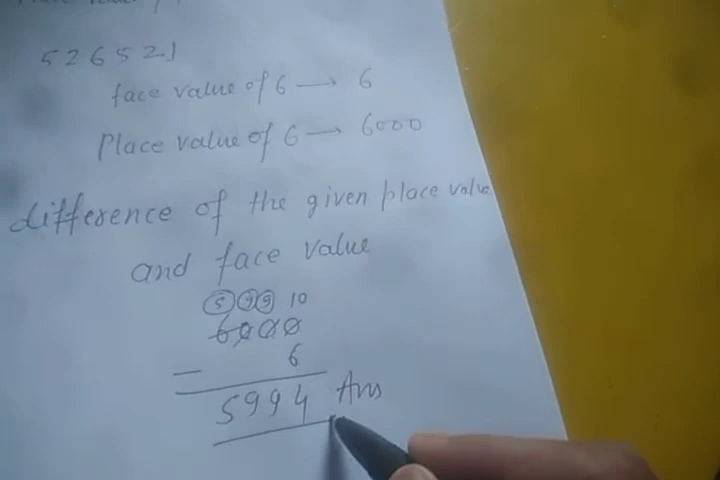 526521
face value of 6 → 6
Place value of 6 → 6000
difference of the given place value
and face value
5 9 9 10
6000
- 6
5994 Ans